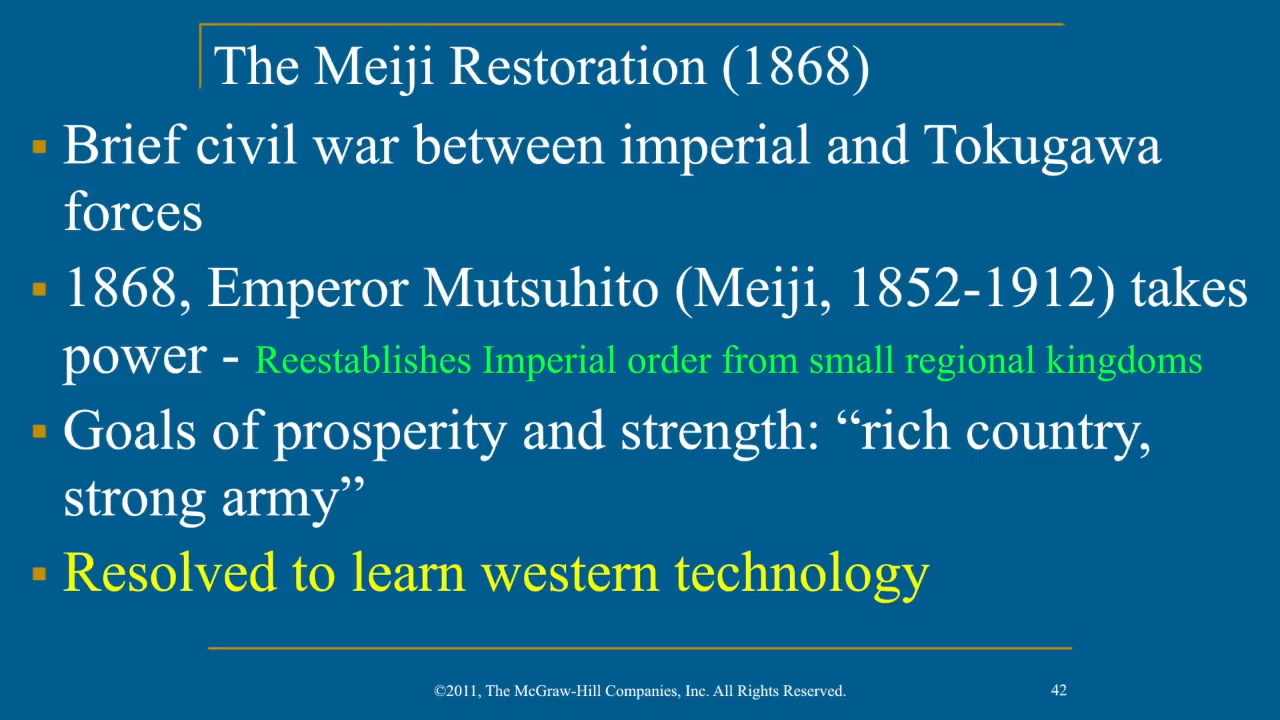 The Meiji Restoration (1868)
▪ Brief civil war between imperial and Tokugawa
forces
▪ 1868, Emperor Mutsuhito (Meiji, 1852-1912) takes
power - Reestablishes Imperial order from small regional kingdoms
▪ Goals of prosperity and strength: “rich country,
strong army”
▪ Resolved to learn western technology
©2011, The McGraw-Hill Companies, Inc. All Rights Reserved. 42